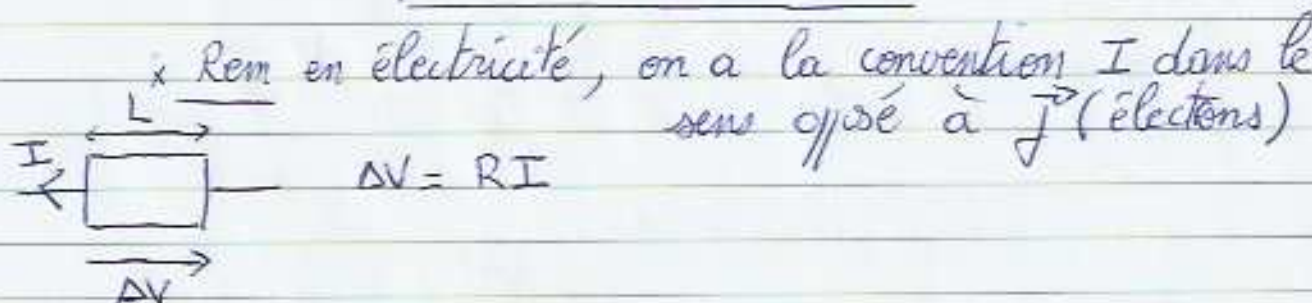 x Rem en électricité, on a la convention I dans le
sens opposé à j⃗ (électons)
L
I
ΔV = RI
ΔV